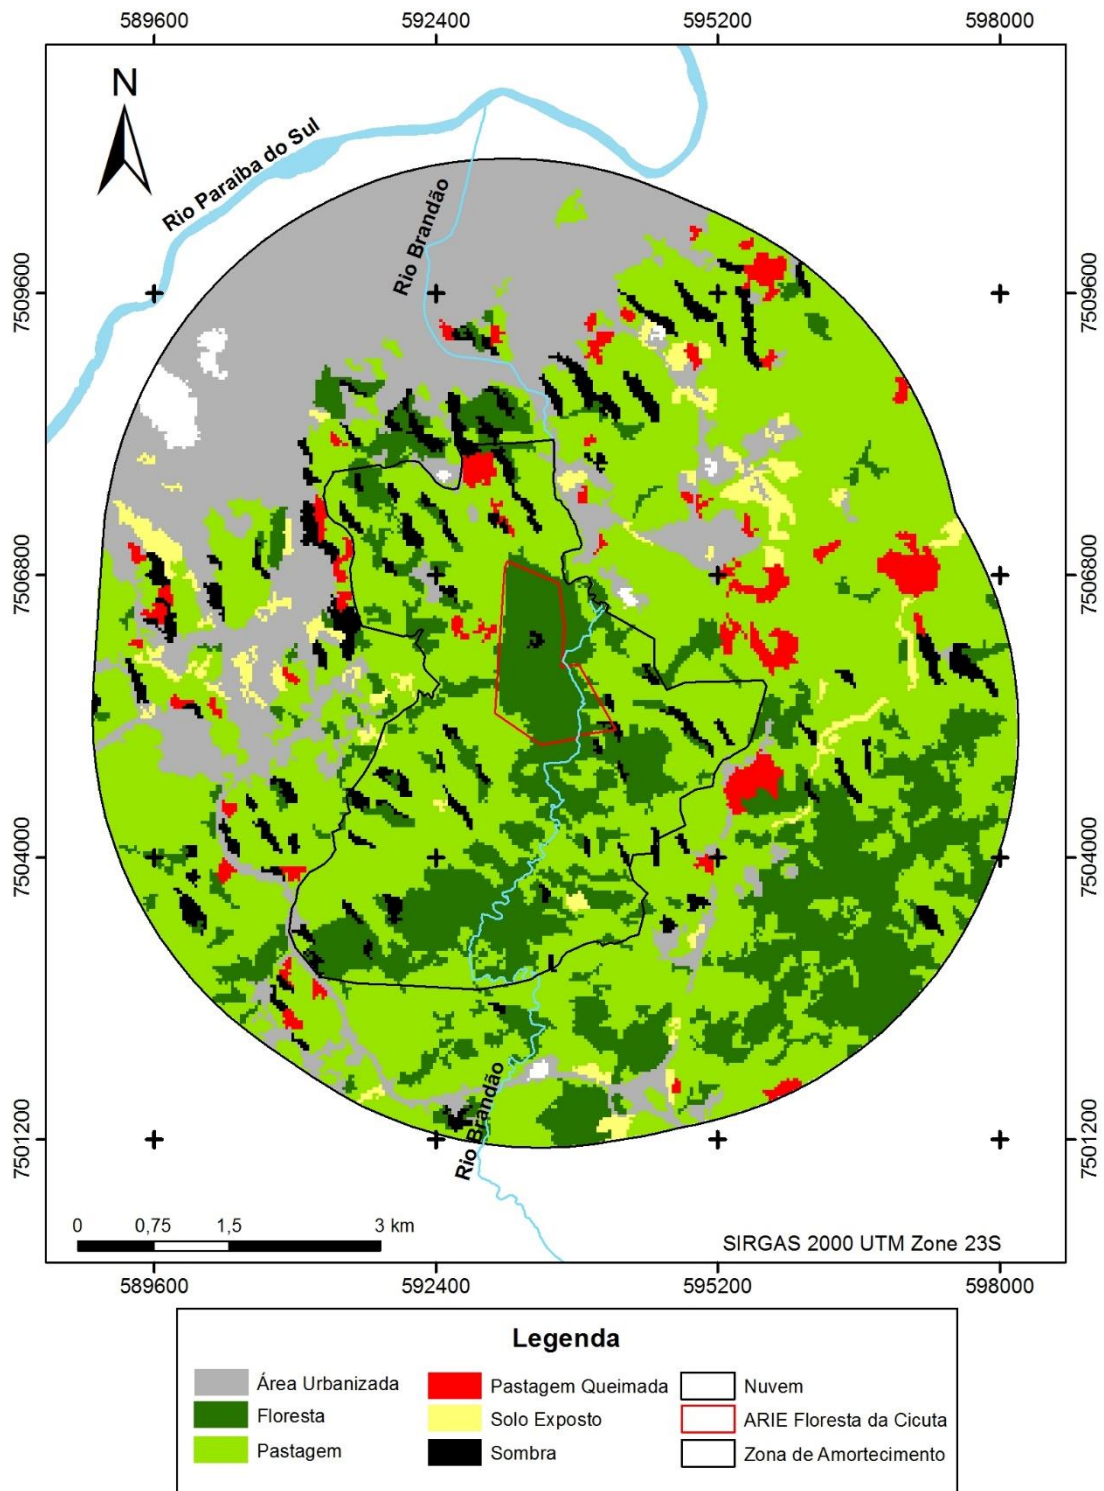 589600 592400 595200 598000
N
Rio Paraíba do Sul
Rio Brandão
7509600 7509600
7506800 7506800
7504000 7504000
Rio Brandão
7501200 7501200
0 0,75 1,5 3 km
SIRGAS 2000 UTM Zone 23S
589600 592400 595200 598000
Legenda
Área Urbanizada
Floresta
Pastagem
Pastagem Queimada
Solo Exposto
Sombra
Nuvem
ARIE Floresta da Cicuta
Zona de Amortecimento